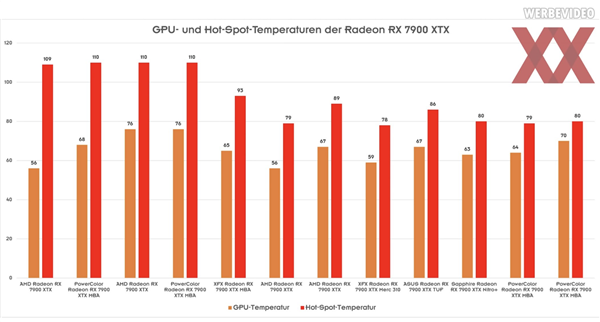 WERBEVIDEO
GPU- und Hot-Spot-Temperaturen der Radeon RX 7900 XTX
XX
120
100
80
60
40
20
0
56 109
68 110
76 110
76 110
65 93
56 79
67 89
59 78
67 86
63 80
64 79
70 80
AHD Radeon RX
7900 XTX
PowerColor
Radeon RX 7900
XTX MBA
AHD Radeon RX
7900 XTX
PowerColor
Radeon RX 7900
XTX MBA
XFX Radeon RX
7900 XTX MBA
AHD Radeon RX
7900 XTX
AHD Radeon RX
7900 XTX
XFX Radeon RX
7900 XTX Merc 310
ASUS Radeon RX
7900 XTX TUF
Sapphire Radeon
RX 7900 XTX Nitro+
PowerColor
Radeon RX 7900
XTX MBA
PowerColor
Radeon RX 7900
XTX MBA
GPU-Temperatur Hot-Spot-Temperatur